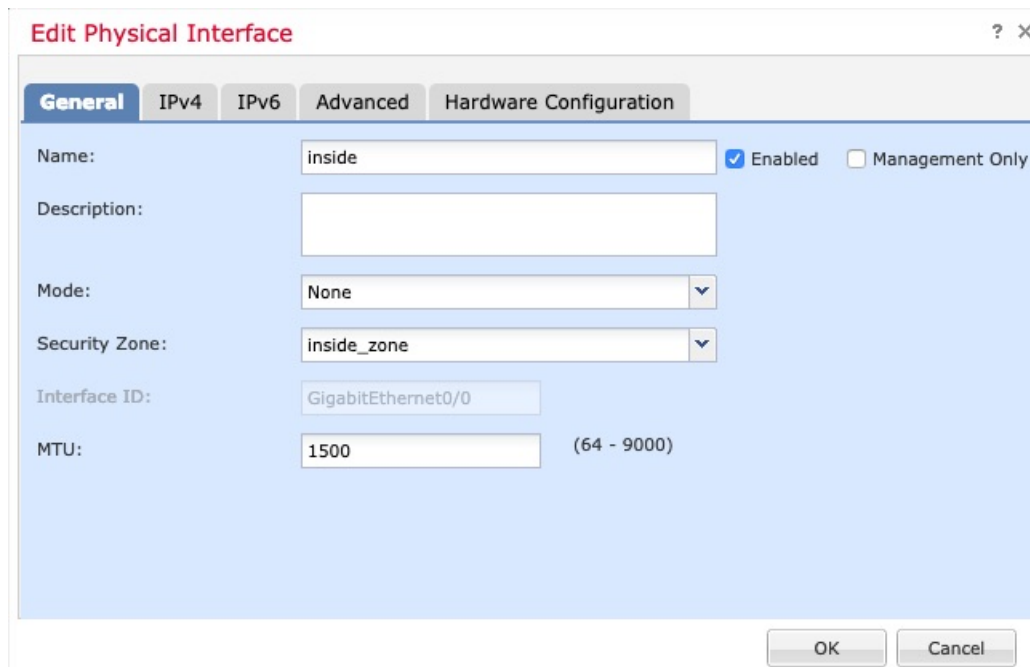 Edit Physical Interface ?
General IPv4 IPv6 Advanced Hardware Configuration
Name: inside Enabled Management Only
Description:
Mode: None
Security Zone: inside_zone
Interface ID: GigabitEthernet0/0
MTU: 1500 (64 - 9000)
OK Cancel